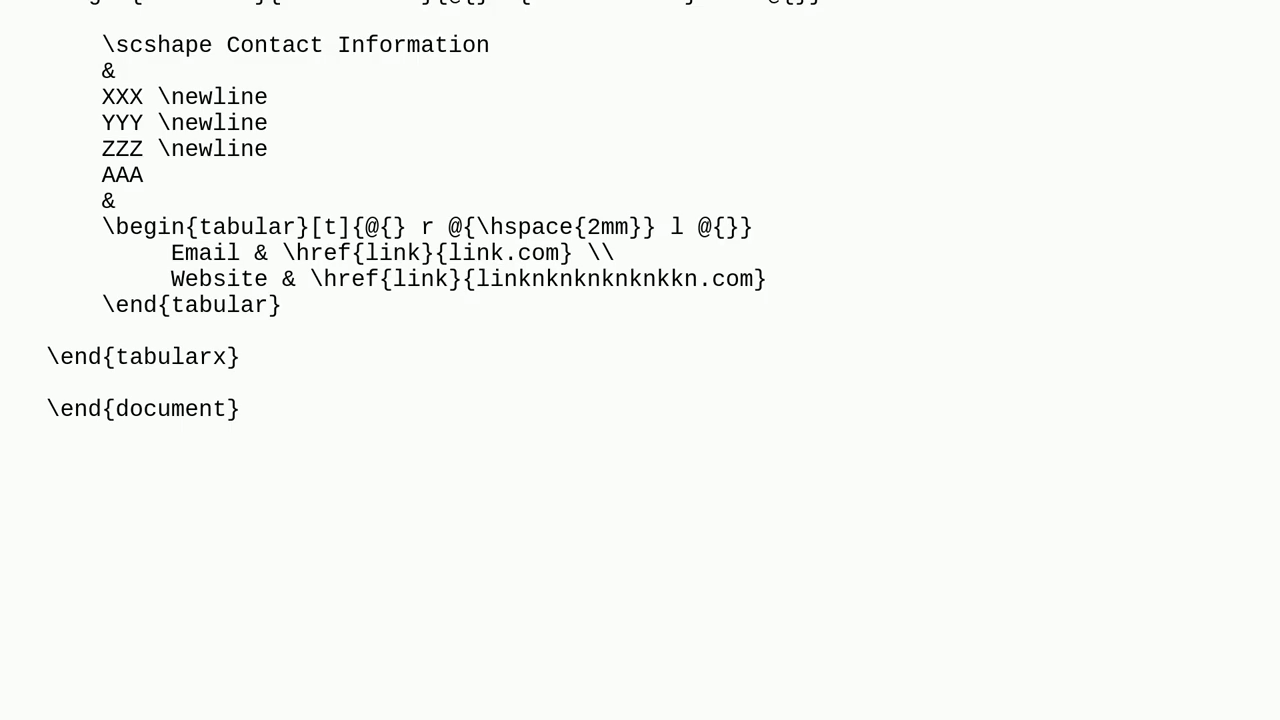 \scshape Contact Information
&
XXX \newline
YYY \newline
ZZZ \newline
AAA
&
\begin{tabular}[t]{@{} r @{\hspace{2mm}} l @{}}
Email & \href{link}{link.com} \\
Website & \href{link}{linknknknknknkkn.com}
\end{tabular}
\end{tabularx}
\end{document}